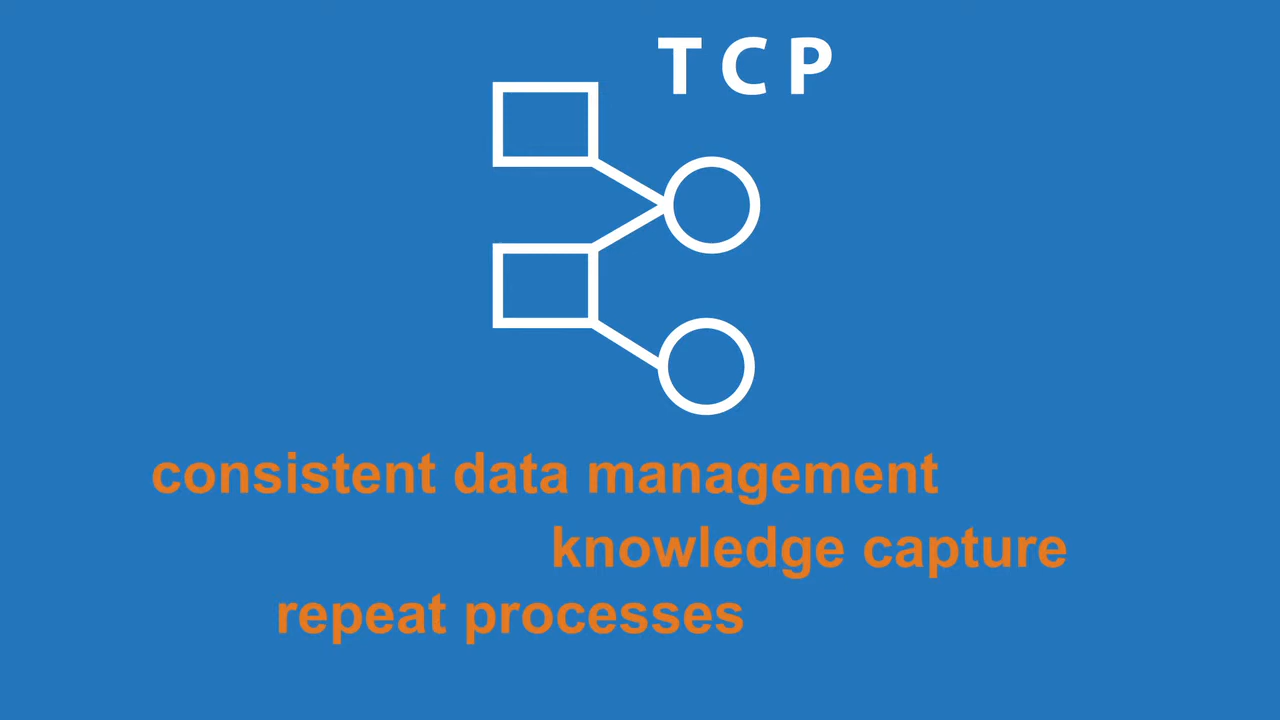 TCP
consistent data management
knowledge capture
repeat processes